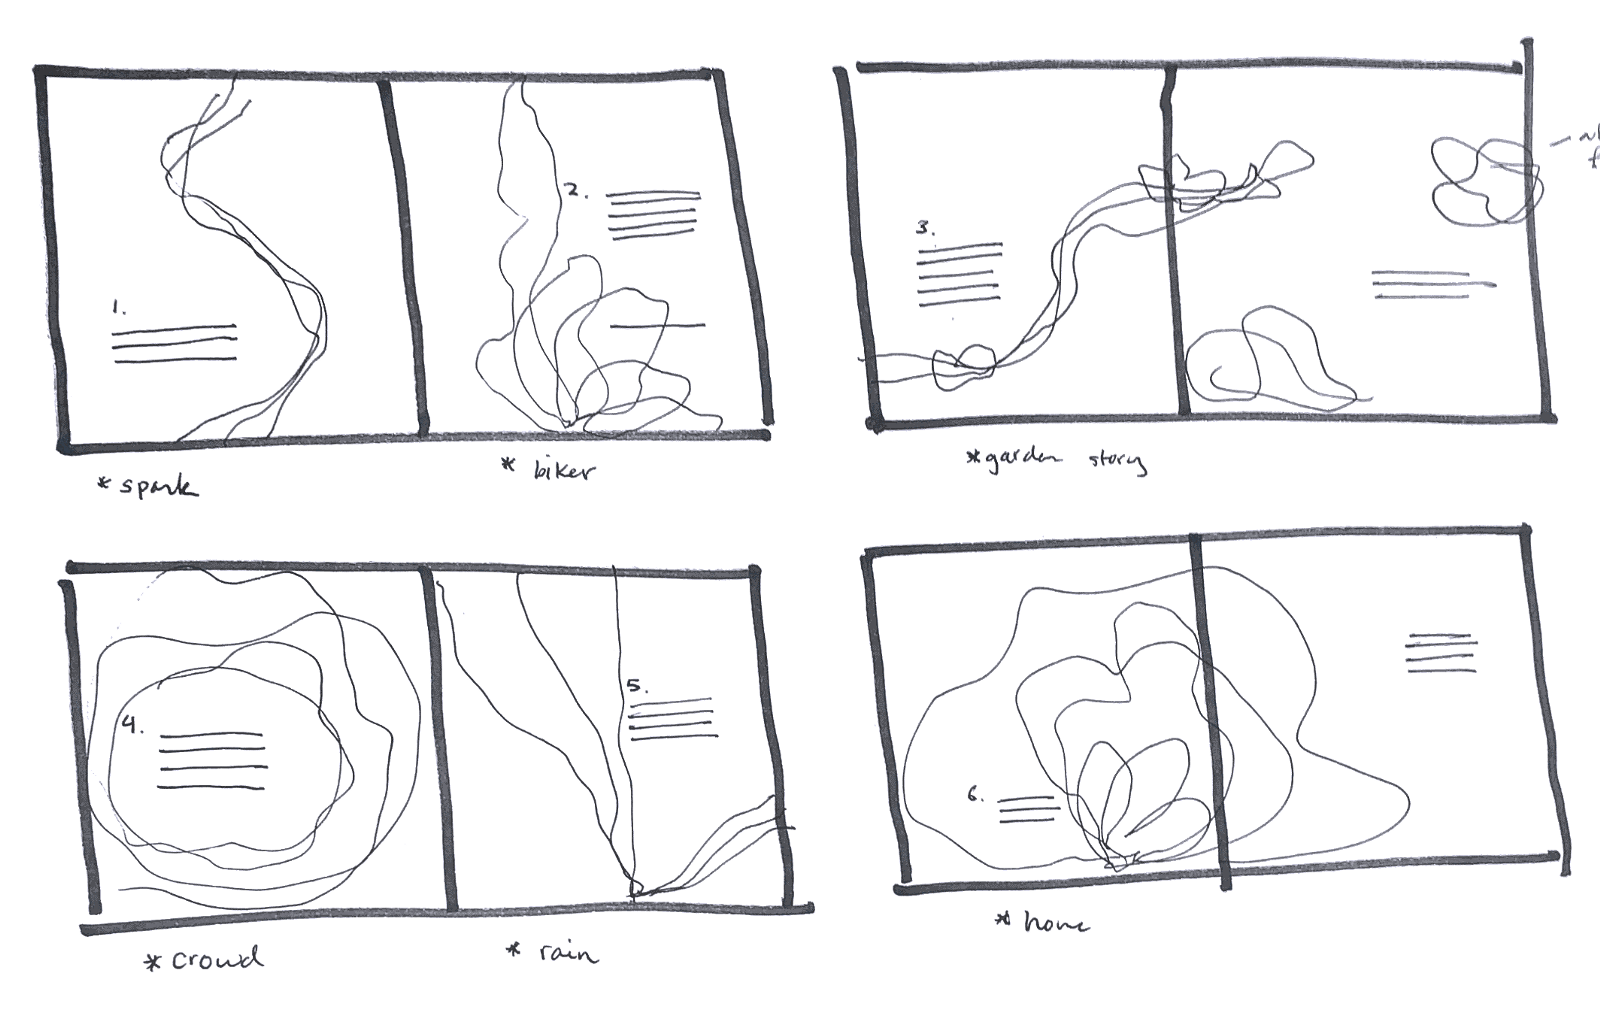 1.
2.
* spark
* biker
3.
* garden story
4.
5.
* crowd
* rain
6.
* home